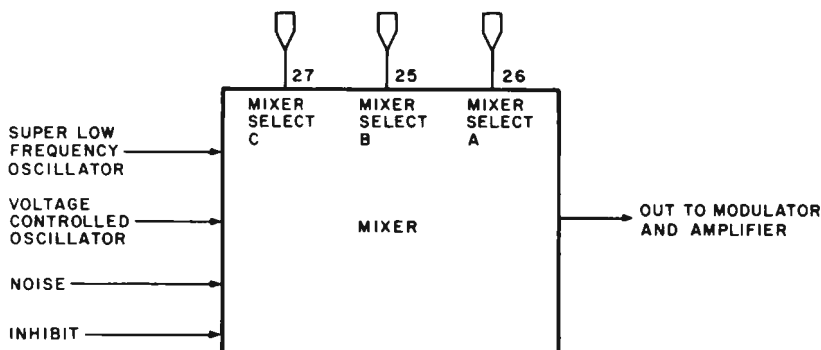 27
25
26
MIXER
SELECT
C
MIXER
SELECT
B
MIXER
SELECT
A
SUPER LOW
FREQUENCY
OSCILLATOR
VOLTAGE
CONTROLLED
OSCILLATOR
NOISE
INHIBIT
MIXER
OUT TO MODULATOR
AND AMPLIFIER